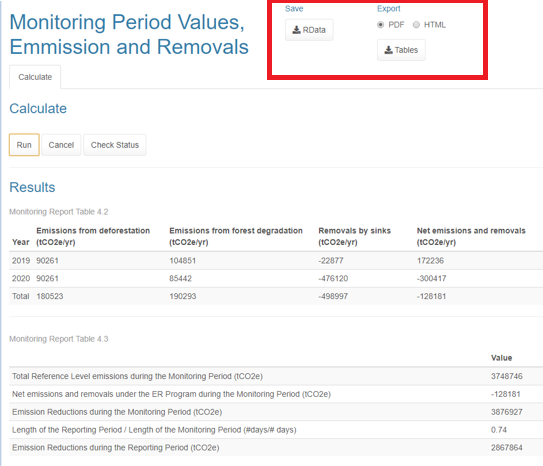 Monitoring Period Values,
Emmission and Removals
Save
RData
Export
PDF HTML
Tables
Calculate
Calculate
Run Cancel Check Status
Results
Monitoring Report Table 4.2
Year Emissions from deforestation (tCO2e/yr) Emissions from forest degradation (tCO2e/yr) Removals by sinks (tCO2e/yr) Net emissions and removals (tCO2e/yr)
2019 90261 104851 -22877 172236
2020 90261 85442 -476120 -300417
Total 180523 190293 -498997 -128181
Monitoring Report Table 4.3
Value
Total Reference Level emissions during the Monitoring Period (tCO2e) 3748746
Net emissions and removals under the ER Program during the Monitoring Period (tCO2e) -128181
Emission Reductions during the Monitoring Period (tCO2e) 3876927
Length of the Reporting Period / Length of the Monitoring Period (#days/# days) 0.74
Emission Reductions during the Reporting Period (tCO2e) 2867864